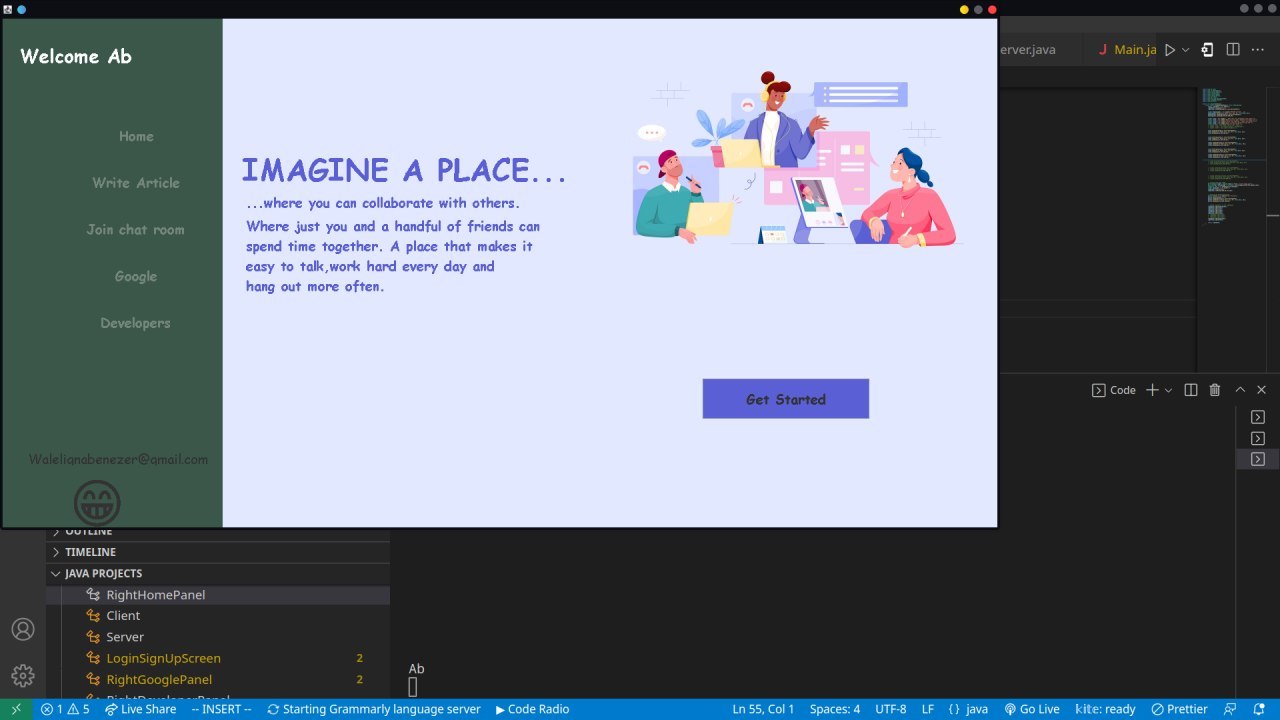 Welcome Ab
Home
Write Article
Join chat room
Google
Developers
Walelignabenezer@gmail.com
IMAGINE A PLACE...
...where you can collaborate with others.
Where just you and a handful of friends can
spend time together. A place that makes it
easy to talk,work hard every day and
hang out more often.
Get Started
erver.java
J Main.ja
Code
OUTLINE
TIMELINE
JAVA PROJECTS
RightHomePanel
Client
Server
LoginSignUpScreen 2
RightGooglePanel 2
RightDeveloperPanel
Ab
1 5 Live Share -- INSERT -- Starting Grammarly language server Code Radio Ln 55, Col 1 Spaces: 4 UTF-8 LF {} java Go Live Prettier kite: ready